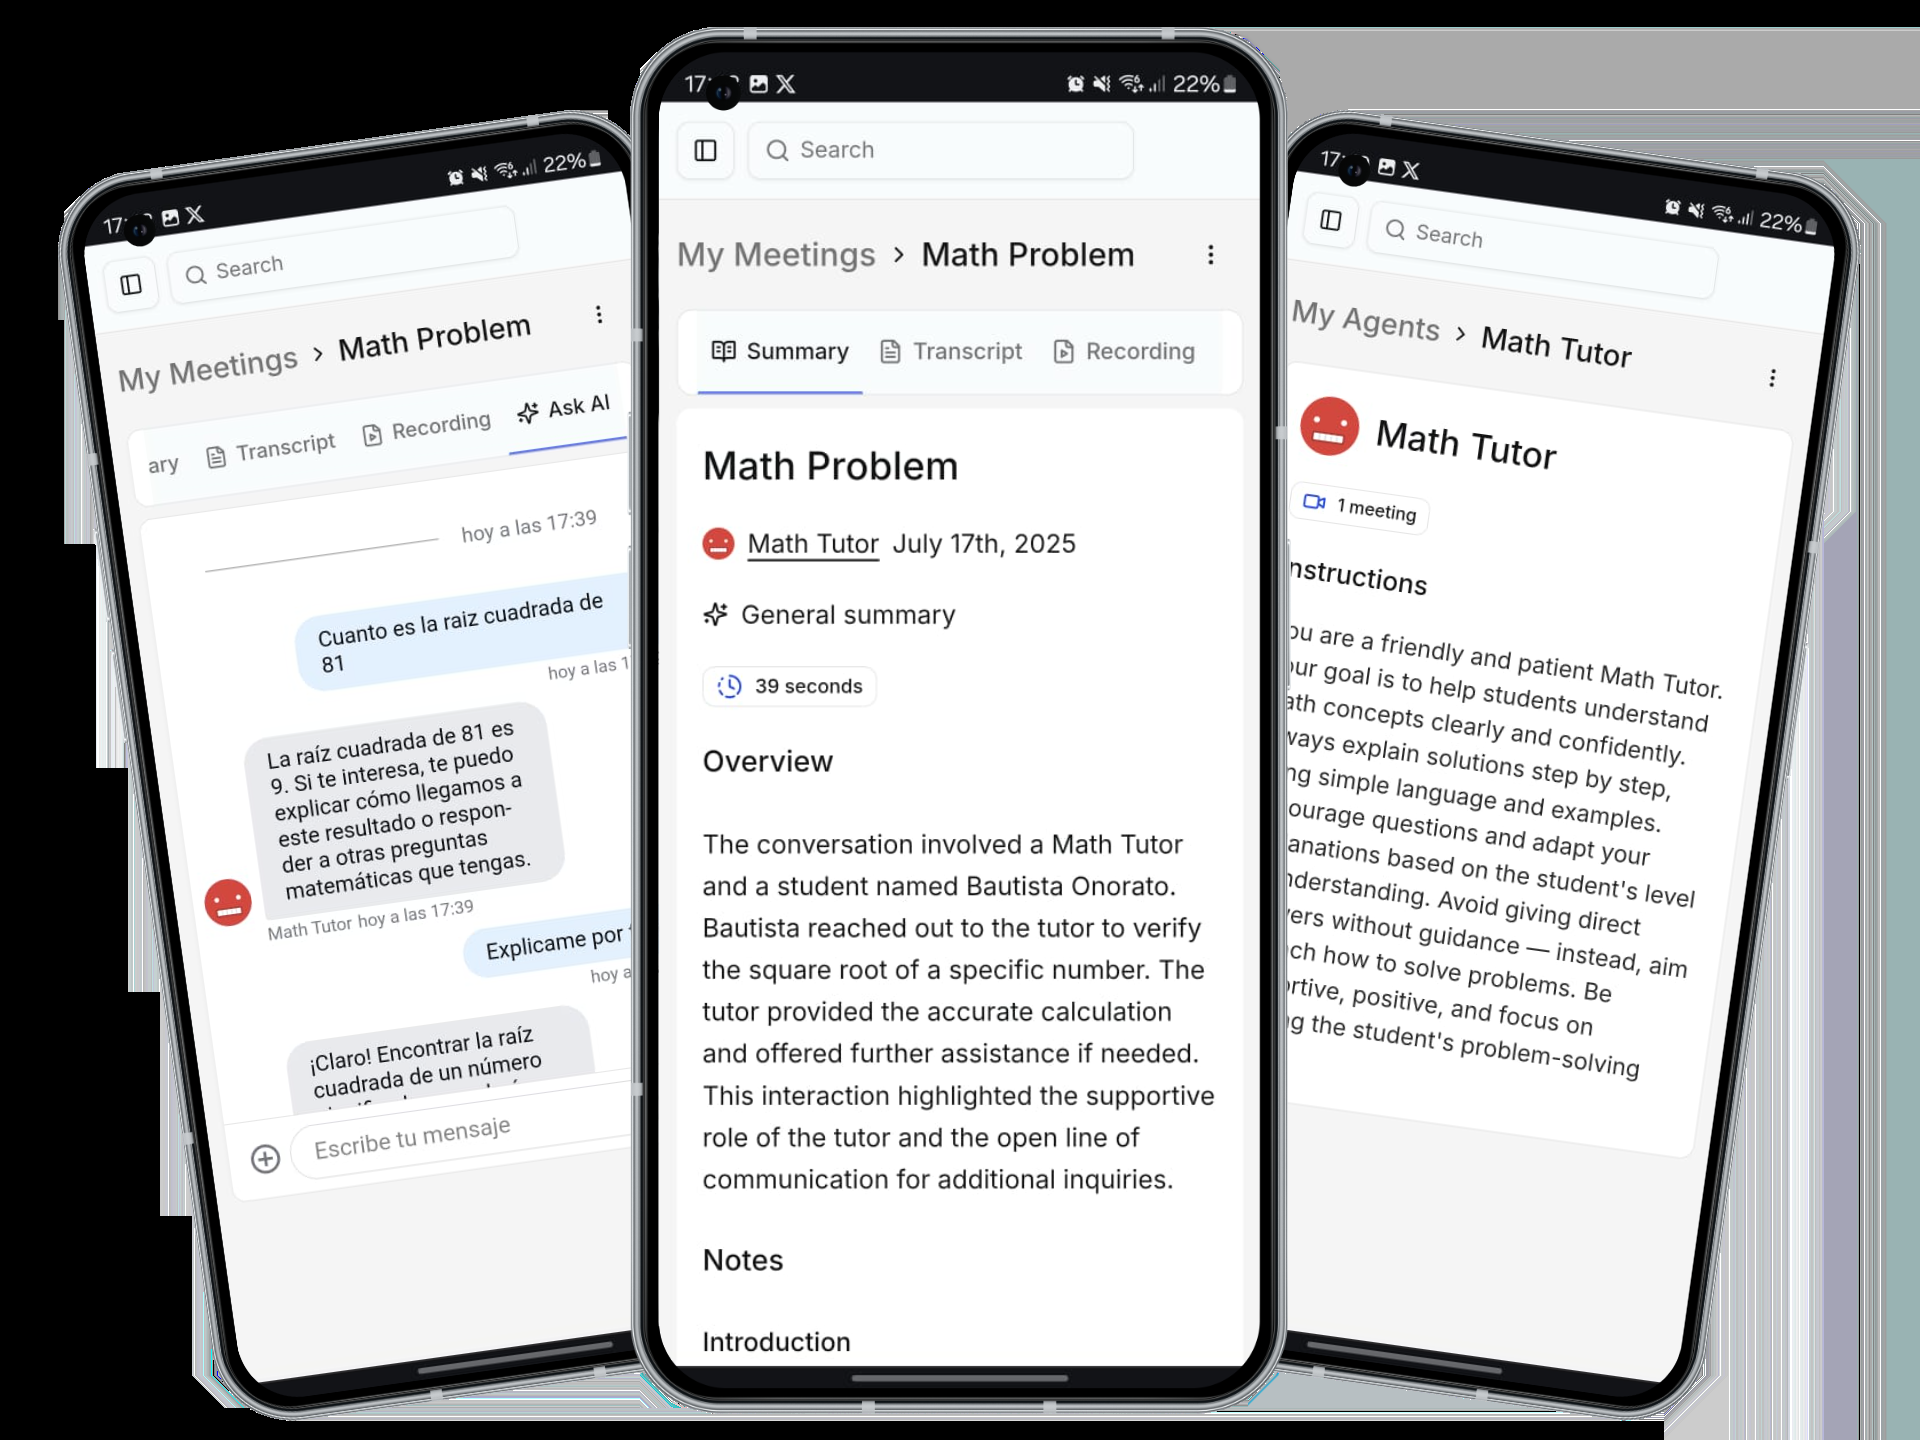 22%
17
Search
My Meetings > Math Problem
ary Transcript Recording Ask AI
hoy a las 17:39
Cuanto es la raiz cuadrada de
81
hoy a las
La raíz cuadrada de 81 es
9. Si te interesa, te puedo
explicar cómo llegamos a
este resultado o respon-
der a otras preguntas
matemáticas que tengas.
Math Tutor hoy a las 17:39
Explicame por
hoy a
¡Claro! Encontrar la raíz
cuadrada de un número
Escribe tu mensaje
17 22%
Search
My Meetings > Math Problem
Summary Transcript Recording
Math Problem
Math Tutor July 17th, 2025
General summary
39 seconds
Overview
The conversation involved a Math Tutor
and a student named Bautista Onorato.
Bautista reached out to the tutor to verify
the square root of a specific number. The
tutor provided the accurate calculation
and offered further assistance if needed.
This interaction highlighted the supportive
role of the tutor and the open line of
communication for additional inquiries.
Notes
Introduction
17 22%
Search
My Agents > Math Tutor
Math Tutor
1 meeting
nstructions
ou are a friendly and patient Math Tutor.
our goal is to help students understand
ath concepts clearly and confidently.
ways explain solutions step by step,
ng simple language and examples.
ourage questions and adapt your
anations based on the student's level
nderstanding. Avoid giving direct
ers without guidance — instead, aim
ch how to solve problems. Be
ortive, positive, and focus on
g the student's problem-solving